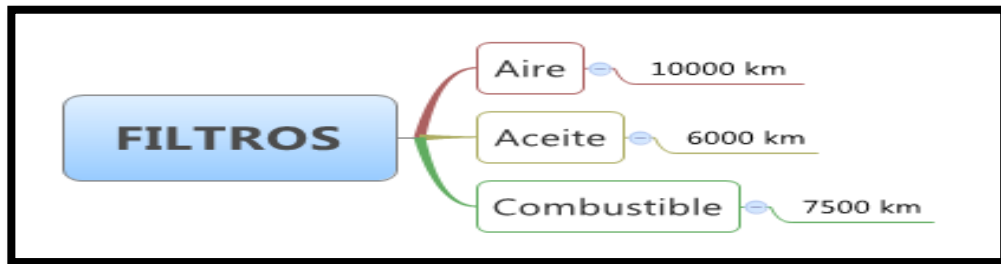 FILTROS
Aire
10000 km
Aceite
6000 km
Combustible
7500 km